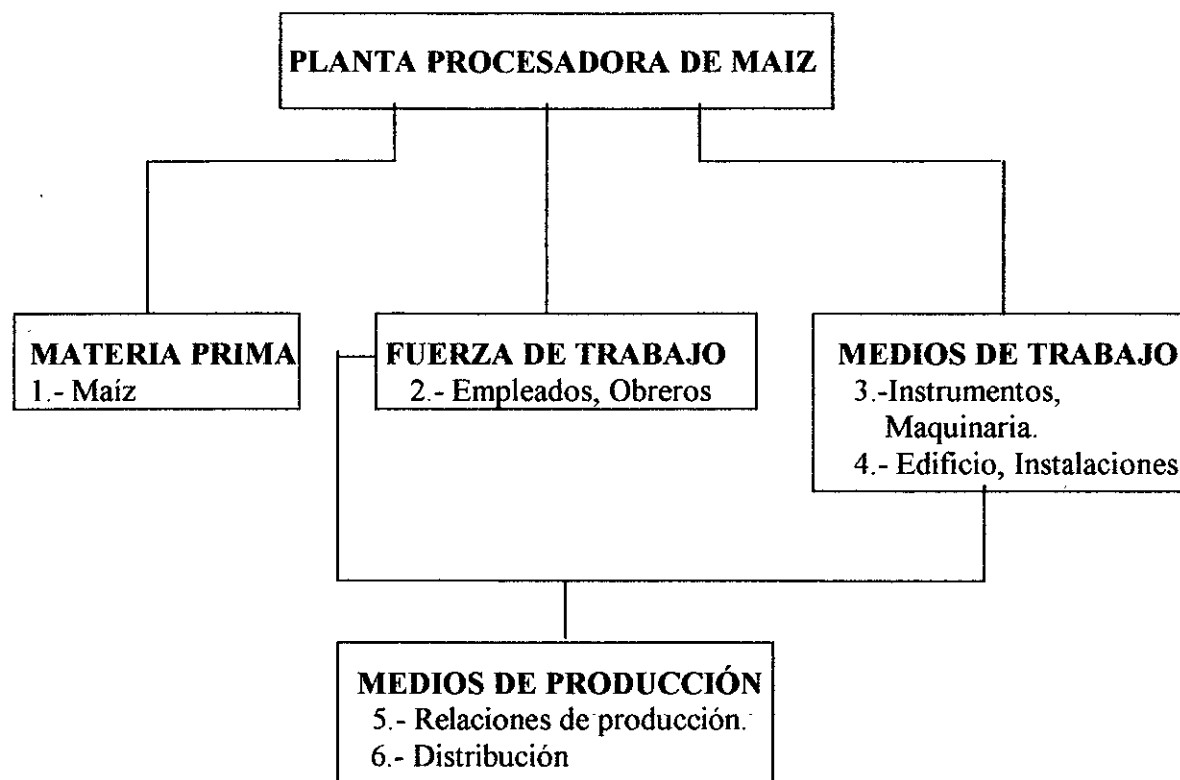 PLANTA PROCESADORA DE MAIZ
MATERIA PRIMA
1.- Maíz
FUERZA DE TRABAJO
2.- Empleados, Obreros
MEDIOS DE TRABAJO
3.-Instrumentos,
Maquinaria.
4.- Edificio, Instalaciones
MEDIOS DE PRODUCCIÓN
5.- Relaciones de producción.
6.- Distribución